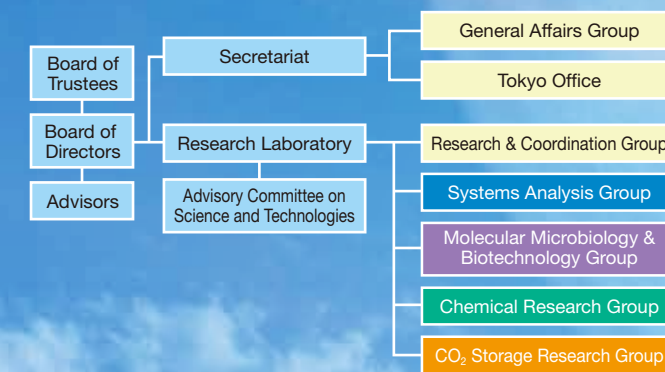 Board of
Trustees
Board of
Directors
Advisors
Secretariat
Research Laboratory
Advisory Committee on
Science and Technologies
General Affairs Group
Tokyo Office
Research & Coordination Group
Systems Analysis Group
Molecular Microbiology &
Biotechnology Group
Chemical Research Group
CO₂ Storage Research Group